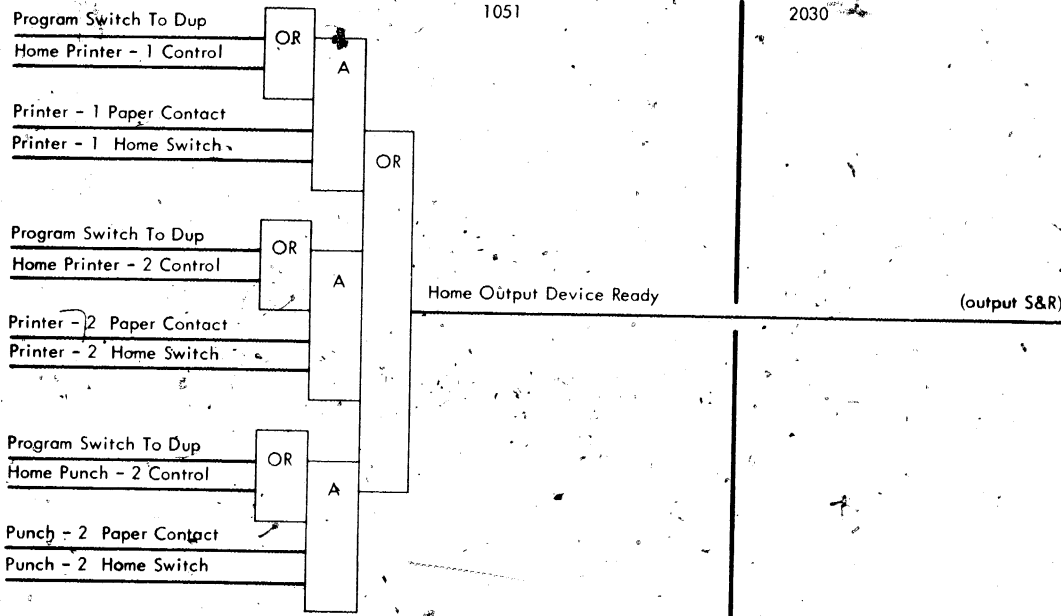 1051
2030
Program Switch To Dup
Home Printer - 1 Control
OR
A
Printer - 1 Paper Contact
Printer - 1 Home Switch
OR
Program Switch To Dup
Home Printer - 2 Control
OR
A
Home Output Device Ready
(output S&R)
Printer - 2 Paper Contact
Printer - 2 Home Switch
Program Switch To Dup
Home Punch - 2 Control
OR
A
Punch - 2 Paper Contact
Punch - 2 Home Switch